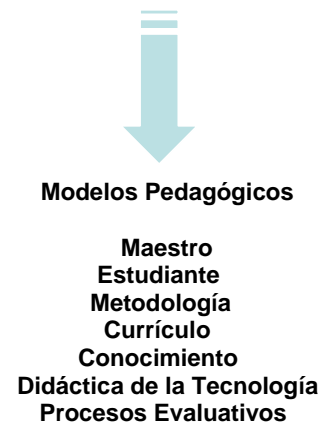 Modelos Pedagógicos
Maestro
Estudiante
Metodología
Currículo
Conocimiento
Didáctica de la Tecnología
Procesos Evaluativos